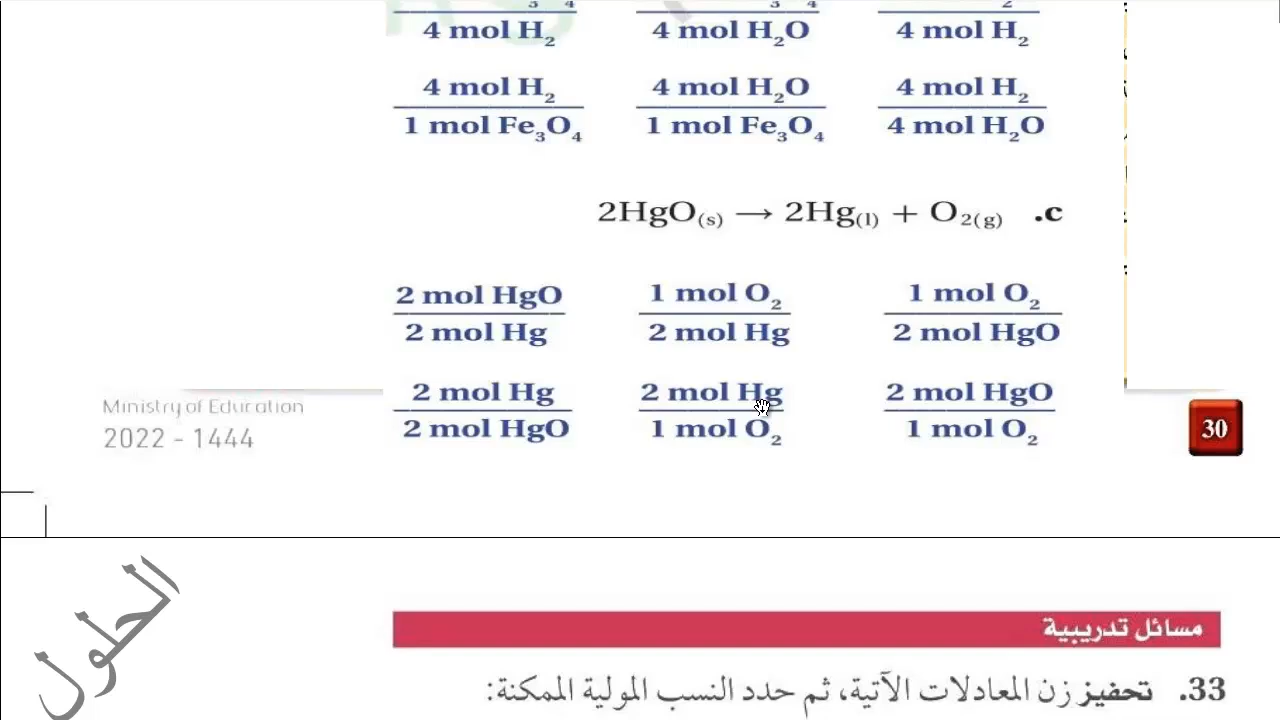 4 mol H₂ 4 mol H₂O 4 mol H₂
4 mol H₂ 4 mol H₂O 4 mol H₂
1 mol Fe₃O₄ 1 mol Fe₃O₄ 4 mol H₂O
2HgO(s) → 2Hg(l) + O₂(g) .c
2 mol HgO 1 mol O₂ 1 mol O₂
2 mol Hg 2 mol Hg 2 mol HgO
2 mol Hg 2 mol Hg 2 mol HgO
2 mol HgO 1 mol O₂ 1 mol O₂
Ministry of Education
2022 - 1444
30
الحلول
مسائل تدريبية
33. تحفيز زن المعادلات الآتية، ثم حدد النسب المولية الممكنة: